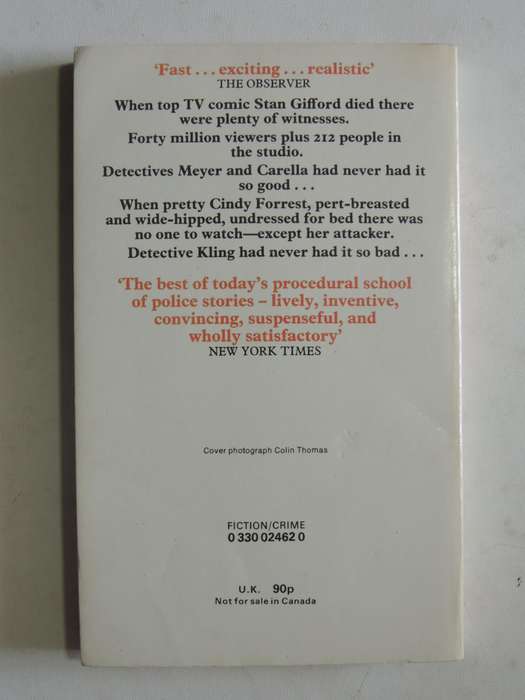 ‘Fast . . . exciting . . . realistic’
THE OBSERVER
When top TV comic Stan Gifford died there
were plenty of witnesses.
Forty million viewers plus 212 people in
the studio.
Detectives Meyer and Carella had never had it
so good . . .
When pretty Cindy Forrest, pert-breasted
and wide-hipped, undressed for bed there was
no one to watch—except her attacker.
Detective Kling had never had it so bad . . .
‘The best of today’s procedural school
of police stories – lively, inventive,
convincing, suspenseful, and
wholly satisfactory’
NEW YORK TIMES
Cover photograph Colin Thomas
FICTION/CRIME
0 330 02462 0
U.K. 90p
Not for sale in Canada